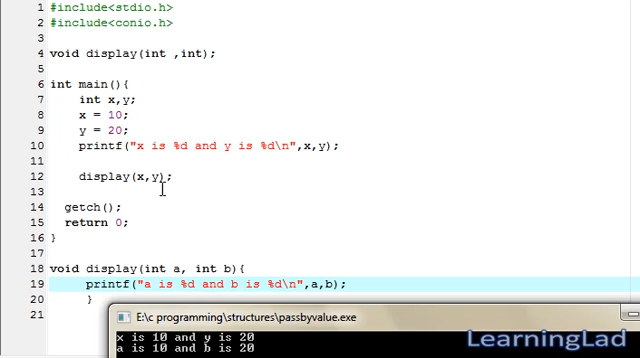 1 #include<stdio.h>
2 #include<conio.h>
3
4 void display(int ,int);
5
6 int main(){
7 int x,y;
8 x = 10;
9 y = 20;
10 printf("x is %d and y is %d\n",x,y);
11
12 display(x,y);
13
14 getch();
15 return 0;
16 }
17
18 void display(int a, int b){
19 printf("a is %d and b is %d\n",a,b);
20 }
21
E:\c programming\structures\passbyvalue.exe
x is 10 and y is 20
a is 10 and b is 20
LearningLad